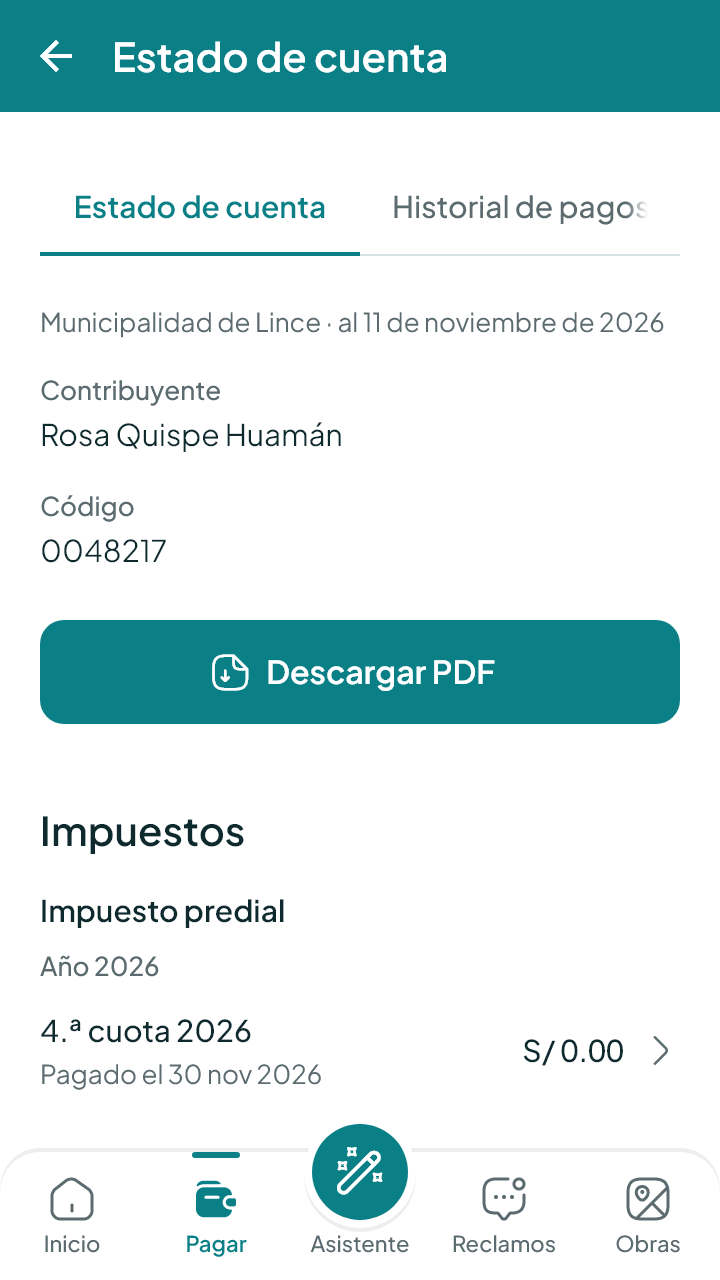 Estado de cuenta
Estado de cuenta
Historial de pagos
Municipalidad de Lince · al 11 de noviembre de 2026
Contribuyente
Rosa Quispe Huamán
Código
0048217
Descargar PDF
Impuestos
Impuesto predial
Año 2026
4.ª cuota 2026
S/ 0.00
Pagado el 30 nov 2026
Inicio
Pagar
Asistente
Reclamos
Obras